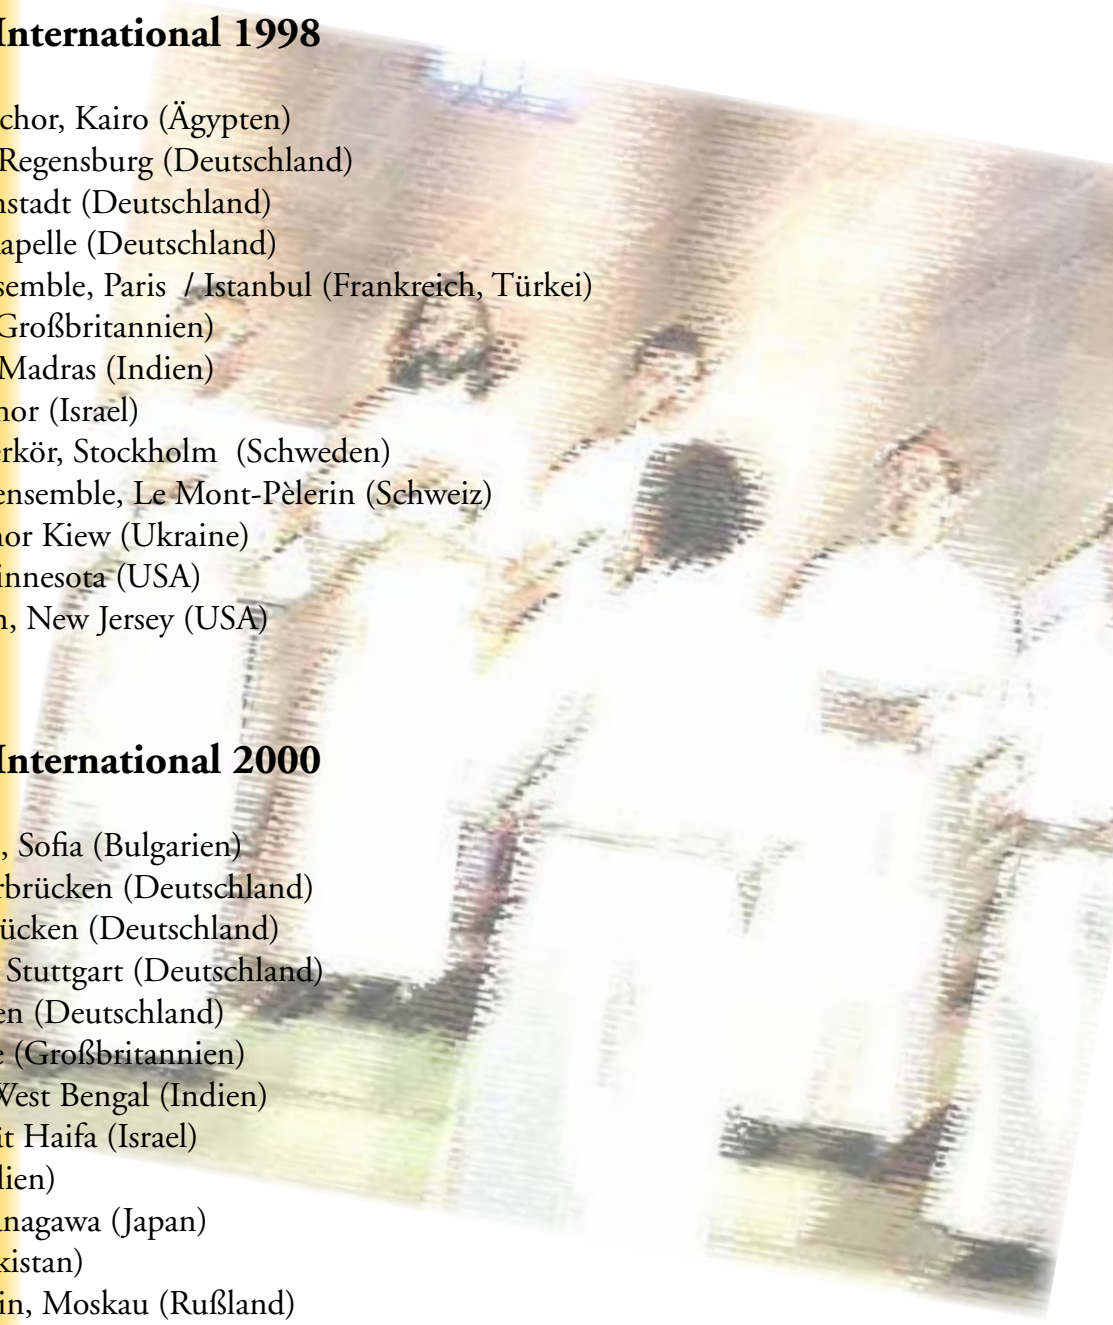 International 1998
chor, Kairo (Ägypten)
Regensburg (Deutschland)
nstadt (Deutschland)
apelle (Deutschland)
semble, Paris / Istanbul (Frankreich, Türkei)
Großbritannien)
Madras (Indien)
hor (Israel)
erkör, Stockholm (Schweden)
ensemble, Le Mont-Pèlerin (Schweiz)
hor Kiew (Ukraine)
innesota (USA)
n, New Jersey (USA)
International 2000
, Sofia (Bulgarien)
rbrücken (Deutschland)
ücken (Deutschland)
Stuttgart (Deutschland)
en (Deutschland)
e (Großbritannien)
West Bengal (Indien)
it Haifa (Israel)
lien)
anagawa (Japan)
kistan)
in, Moskau (Rußland)